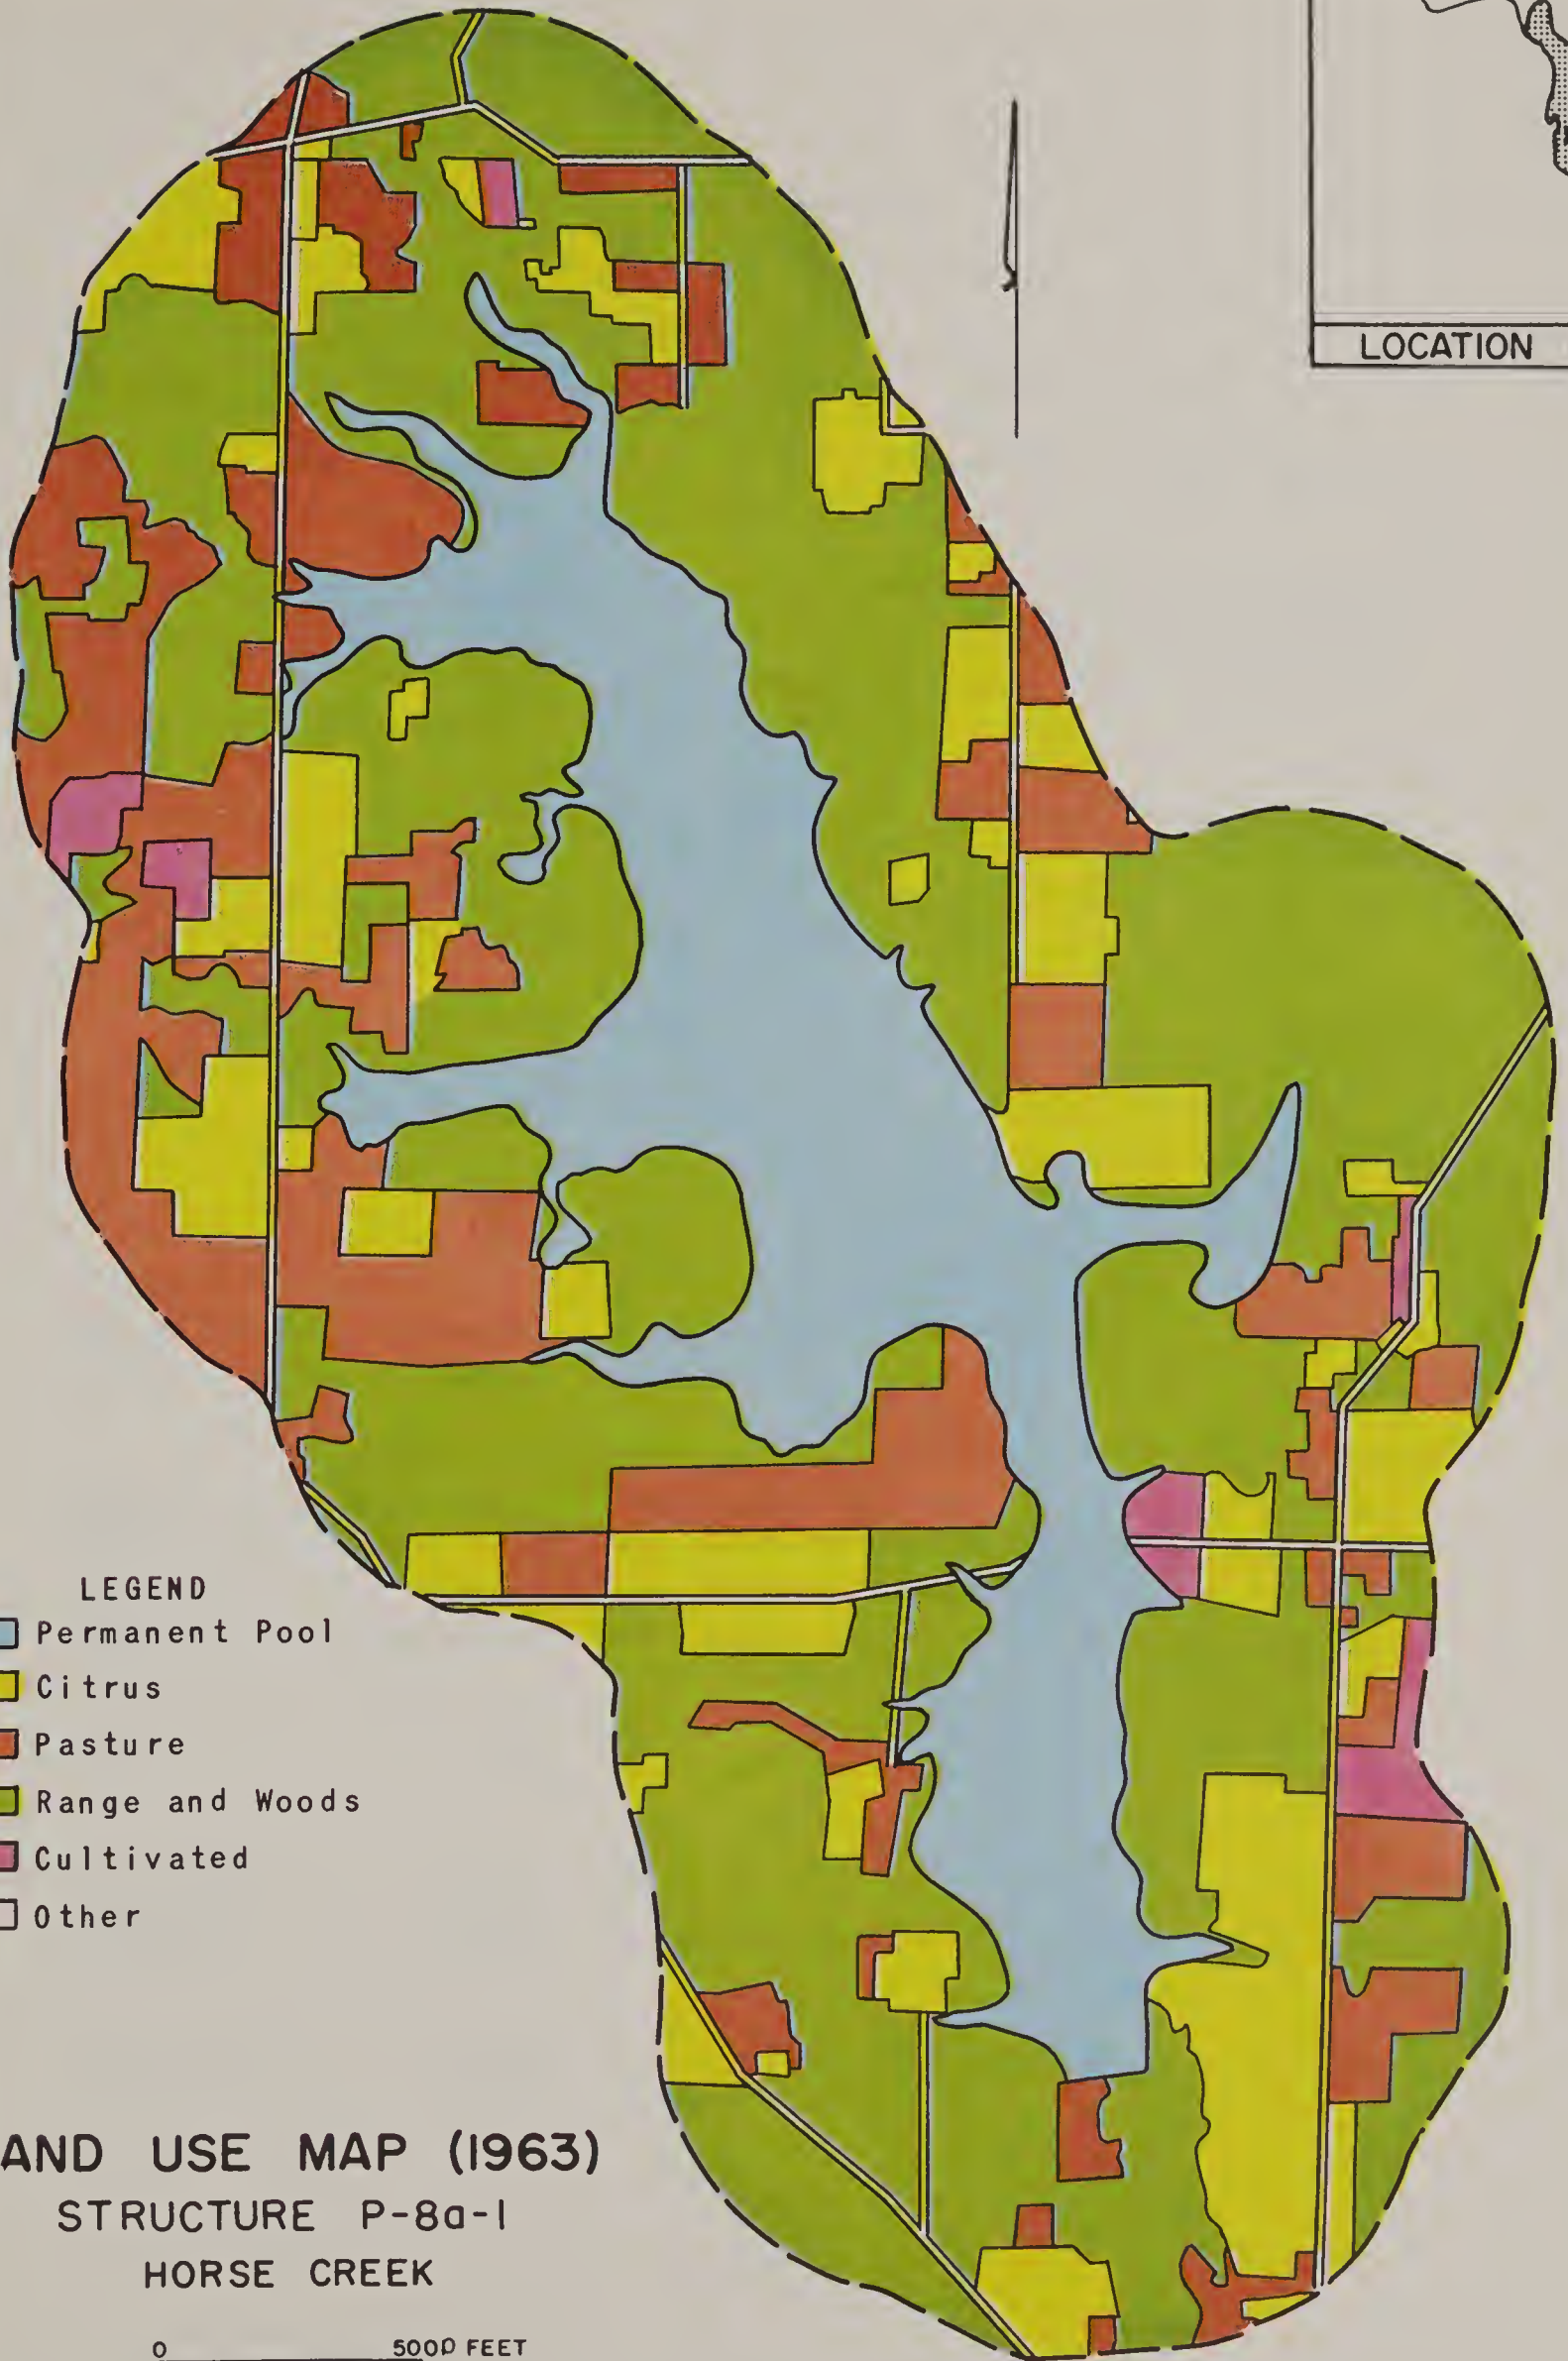 LOCATION
LEGEND
Permanent Pool
Citrus
Pasture
Range and Woods
Cultivated
Other
AND USE MAP (1963)
STRUCTURE P-8a-1
HORSE CREEK
0 5000 FEET